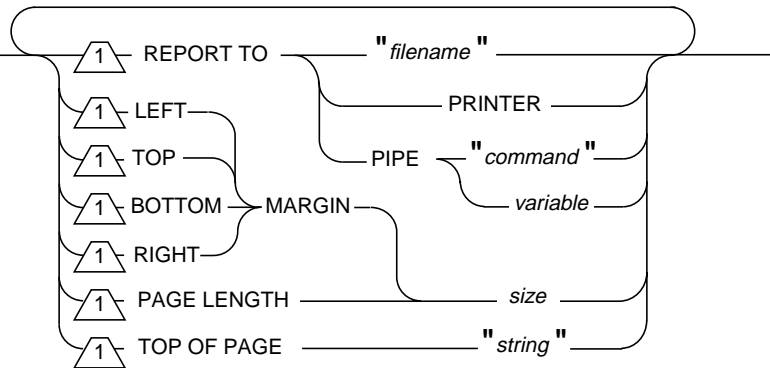 1 REPORT TO "filename"
1 LEFT PRINTER
1 TOP PIPE "command"
1 BOTTOM MARGIN variable
1 RIGHT
1 PAGE LENGTH size
1 TOP OF PAGE "string"